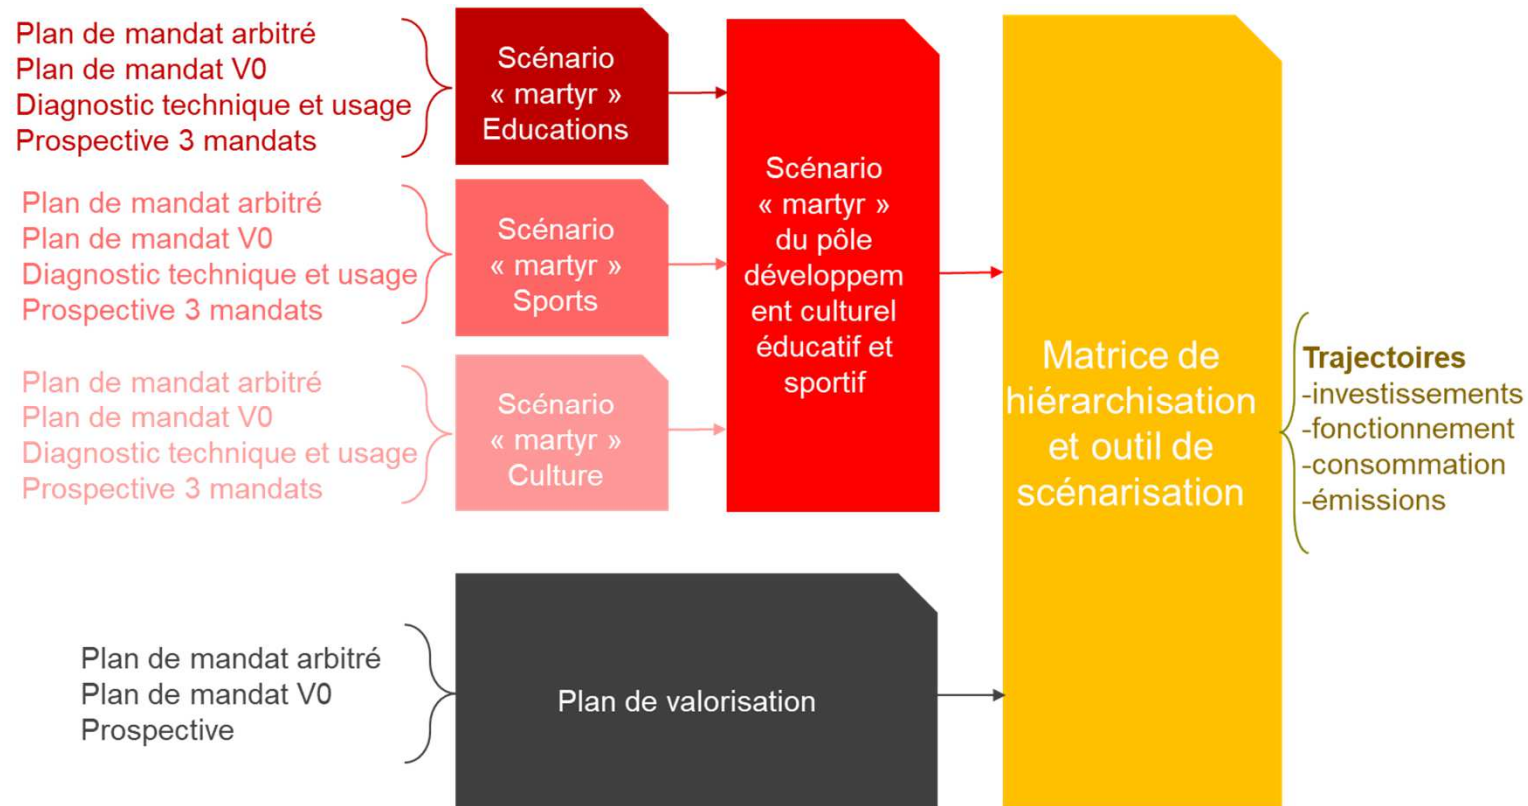 Plan de mandat arbitré
Plan de mandat V0
Diagnostic technique et usage
Prospective 3 mandats
Scénario
« martyr »
Educations
Plan de mandat arbitré
Plan de mandat V0
Diagnostic technique et usage
Prospective 3 mandats
Scénario
« martyr »
Sports
Plan de mandat arbitré
Plan de mandat V0
Diagnostic technique et usage
Prospective 3 mandats
Scénario
« martyr »
Culture
Scénario
« martyr »
du pôle
développem
ent culturel
éducatif et
sportif
Plan de mandat arbitré
Plan de mandat V0
Prospective
Plan de valorisation
Matrice de
hiérarchisation
et outil de
scénarisation
Trajectoires
-investissements
-fonctionnement
-consommation
-émissions